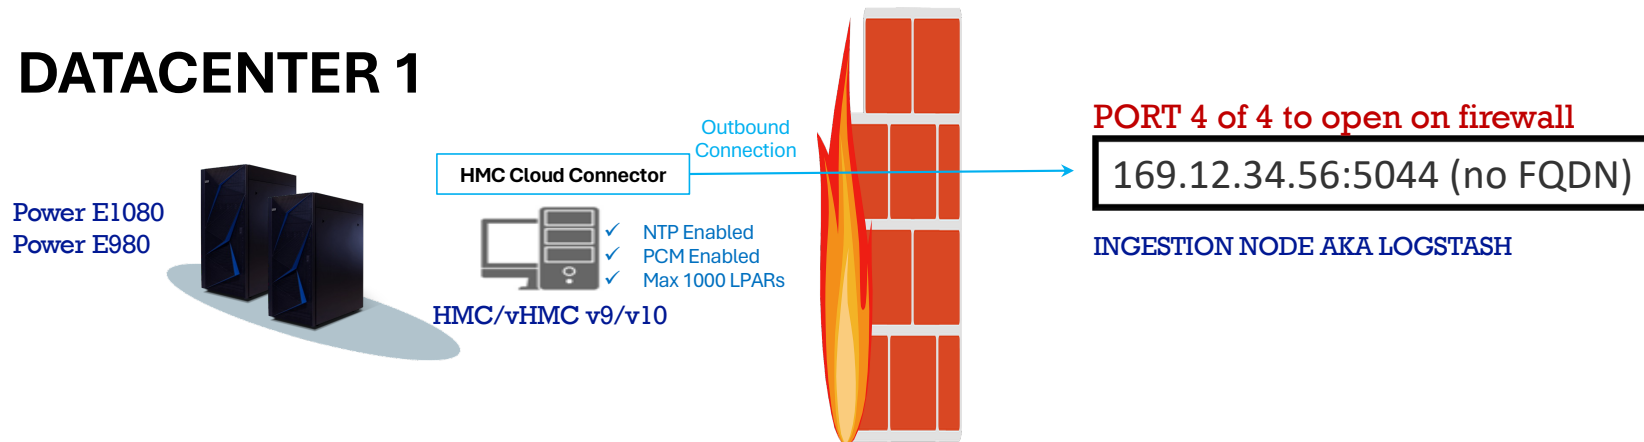 DATACENTER 1
Power E1080
Power E980
HMC Cloud Connector
Outbound
Connection
✓ NTP Enabled
✓ PCM Enabled
✓ Max 1000 LPARs
HMC/vHMC v9/v10
PORT 4 of 4 to open on firewall
169.12.34.56:5044 (no FQDN)
INGESTION NODE AKA LOGSTASH